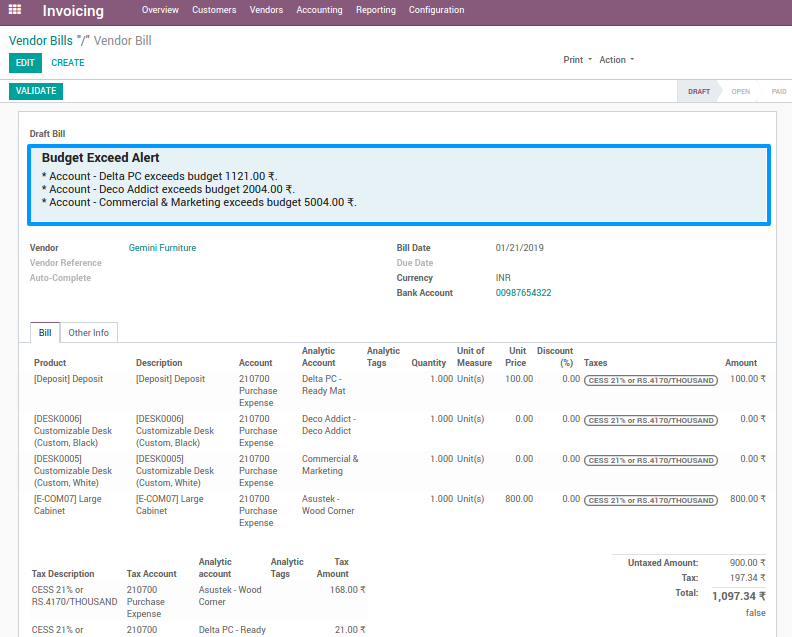 Invoicing Overview Customers Vendors Accounting Reporting Configuration
Vendor Bills "/" Vendor Bill
EDIT CREATE Print Action
VALIDATE DRAFT OPEN PAID
Draft Bill
Budget Exceed Alert
* Account - Delta PC exceeds budget 1121.00 ₹.
* Account - Deco Addict exceeds budget 2004.00 ₹.
* Account - Commercial & Marketing exceeds budget 5004.00 ₹.
Vendor Gemini Furniture Bill Date 01/21/2019
Vendor Reference Due Date
Auto-Complete Currency INR
Bank Account 00987654322
Bill Other Info
Analytic Analytic Unit of Unit Discount
Product Description Account Account Tags Quantity Measure Price (%) Taxes Amount
[Deposit] Deposit [Deposit] Deposit 210700 Delta PC - 1.000 Unit(s) 100.00 0.00 CESS 21% or RS.4170/THOUSAND 100.00 ₹
Purchase Ready Mat
Expense
[DESK0006] [DESK0006] 210700 Deco Addict - 1.000 Unit(s) 0.00 0.00 CESS 21% or RS.4170/THOUSAND 0.00 ₹
Customizable Desk Customizable Desk Purchase Deco Addict
(Custom, Black) (Custom, Black) Expense
[DESK0005] [DESK0005] 210700 Commercial & 1.000 Unit(s) 0.00 0.00 CESS 21% or RS.4170/THOUSAND 0.00 ₹
Customizable Desk Customizable Desk Purchase Marketing
(Custom, White) (Custom, White) Expense
[E-COM07] Large [E-COM07] Large 210700 Asustek - 1.000 Unit(s) 800.00 0.00 CESS 21% or RS.4170/THOUSAND 800.00 ₹
Cabinet Cabinet Purchase Wood Corner
Expense
Analytic Analytic Tax Untaxed Amount: 900.00 ₹
Tax Description Tax Account account Tags Amount Tax: 197.34 ₹
CESS 21% or 210700 Asustek - Wood 168.00 ₹ Total: 1,097.34 ₹
RS.4170/THOUSAND Purchase Corner
Expense false
CESS 21% or 210700 Delta PC - Ready 21.00 ₹